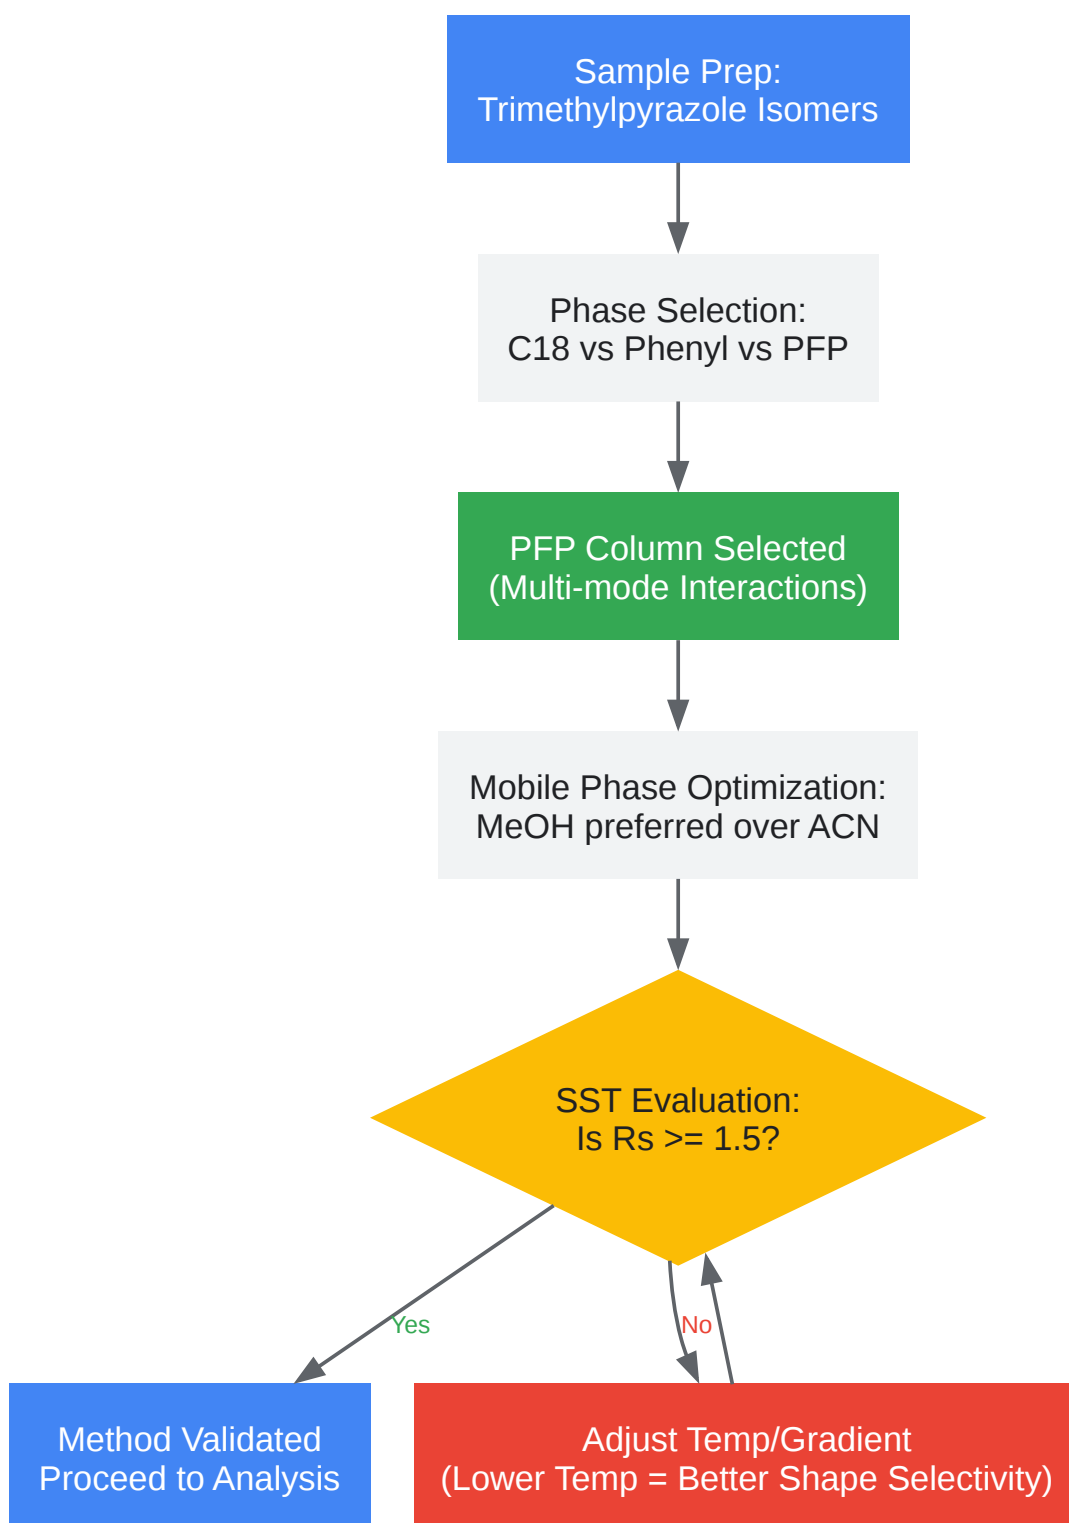 Sample Prep:
Trimethylpyrazole Isomers
Phase Selection:
C18 vs Phenyl vs PFP
PFP Column Selected
(Multi-mode Interactions)
Mobile Phase Optimization:
MeOH preferred over ACN
SST Evaluation:
Is Rs >= 1.5?
Yes
No
Method Validated
Proceed to Analysis
Adjust Temp/Gradient
(Lower Temp = Better Shape Selectivity)